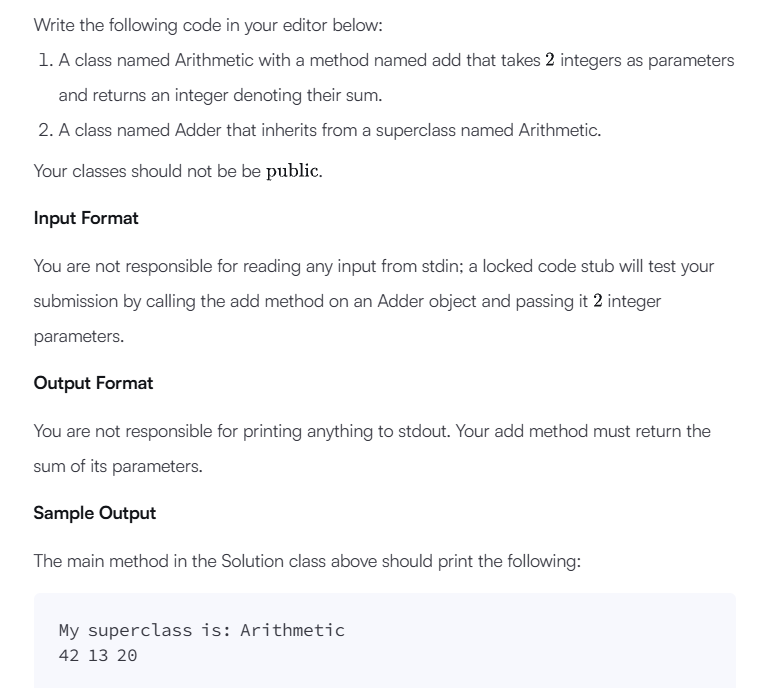 Write the following code in your editor below:
1. A class named Arithmetic with a method named add that takes 2 integers as parameters
and returns an integer denoting their sum.
2. A class named Adder that inherits from a superclass named Arithmetic.
Your classes should not be be public.
Input Format
You are not responsible for reading any input from stdin; a locked code stub will test your
submission by calling the add method on an Adder object and passing it 2 integer
parameters.
Output Format
You are not responsible for printing anything to stdout. Your add method must return the
sum of its parameters.
Sample Output
The main method in the Solution class above should print the following:
My superclass is: Arithmetic
42 13 20